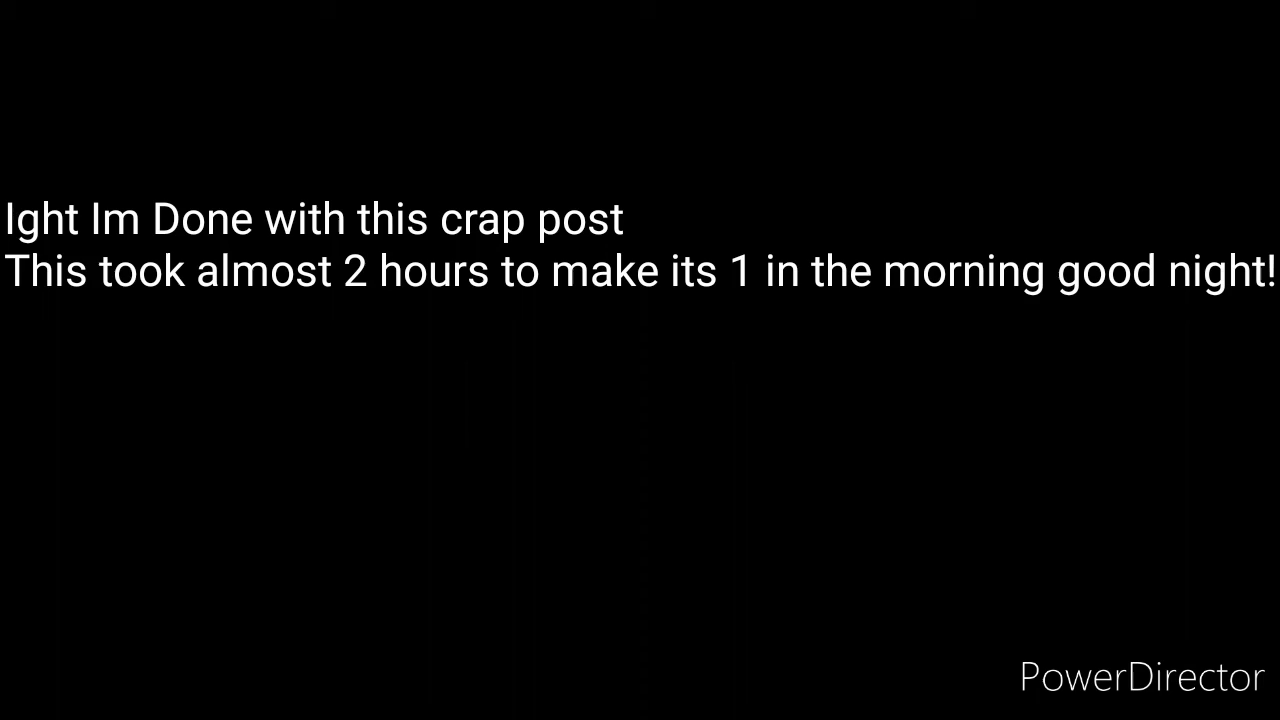 Ight Im Done with this crap post
This took almost 2 hours to make its 1 in the morning good night!
PowerDirector